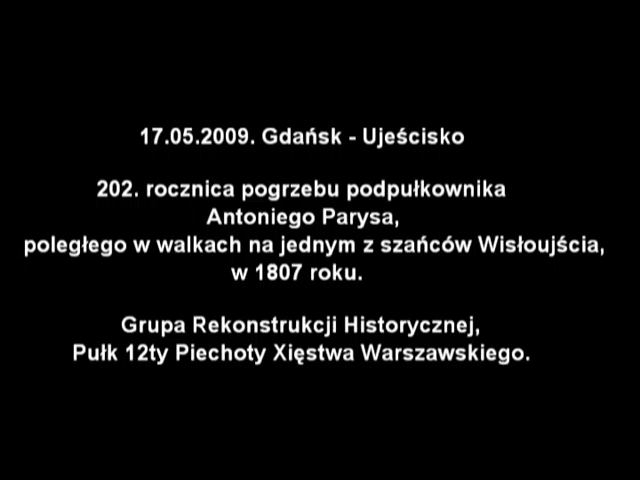 17.05.2009. Gdańsk - Ujeścisko
202. rocznica pogrzebu podpułkownika
Antoniego Parysa,
poległego w walkach na jednym z szańców Wisłoujścia,
w 1807 roku.
Grupa Rekonstrukcji Historycznej,
Pułk 12ty Piechoty Xięstwa Warszawskiego.